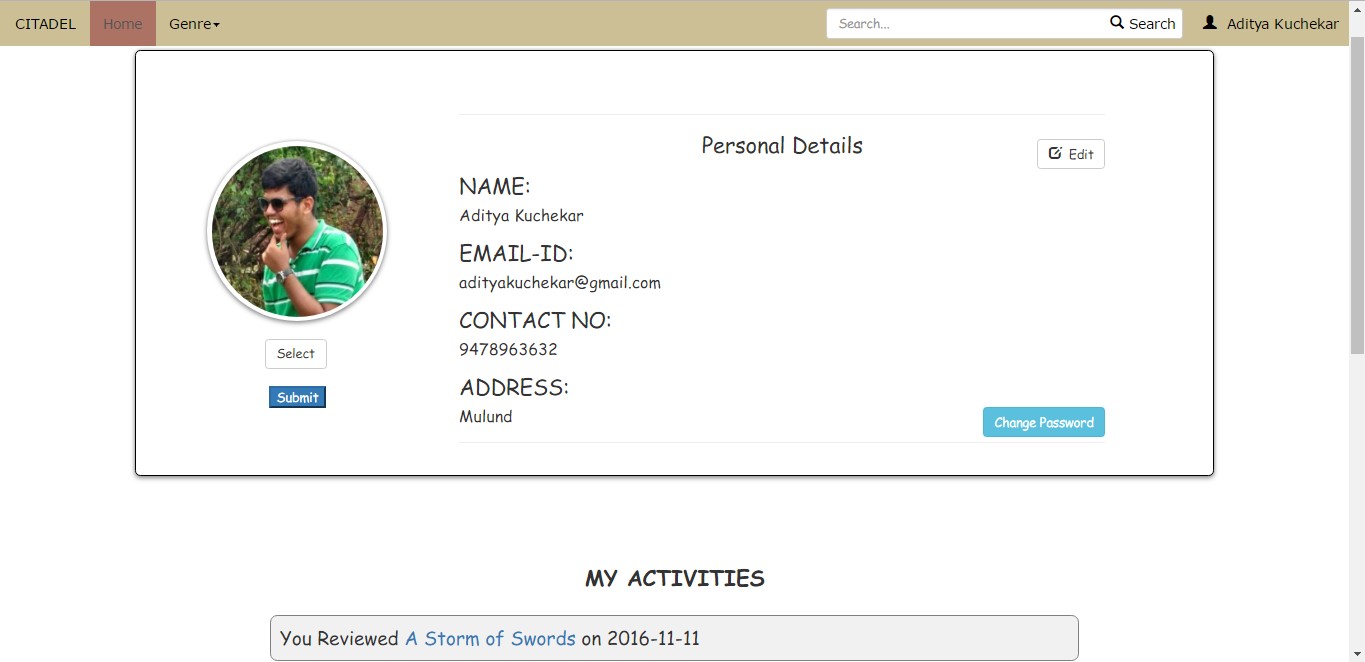 CITADEL Home Genre Search... Search Aditya Kuchekar
Personal Details
Edit
NAME:
Aditya Kuchekar
EMAIL-ID:
adityakuchekar@gmail.com
CONTACT NO:
9478963632
ADDRESS:
Mulund
Select
Submit
Change Password
MY ACTIVITIES
You Reviewed A Storm of Swords on 2016-11-11